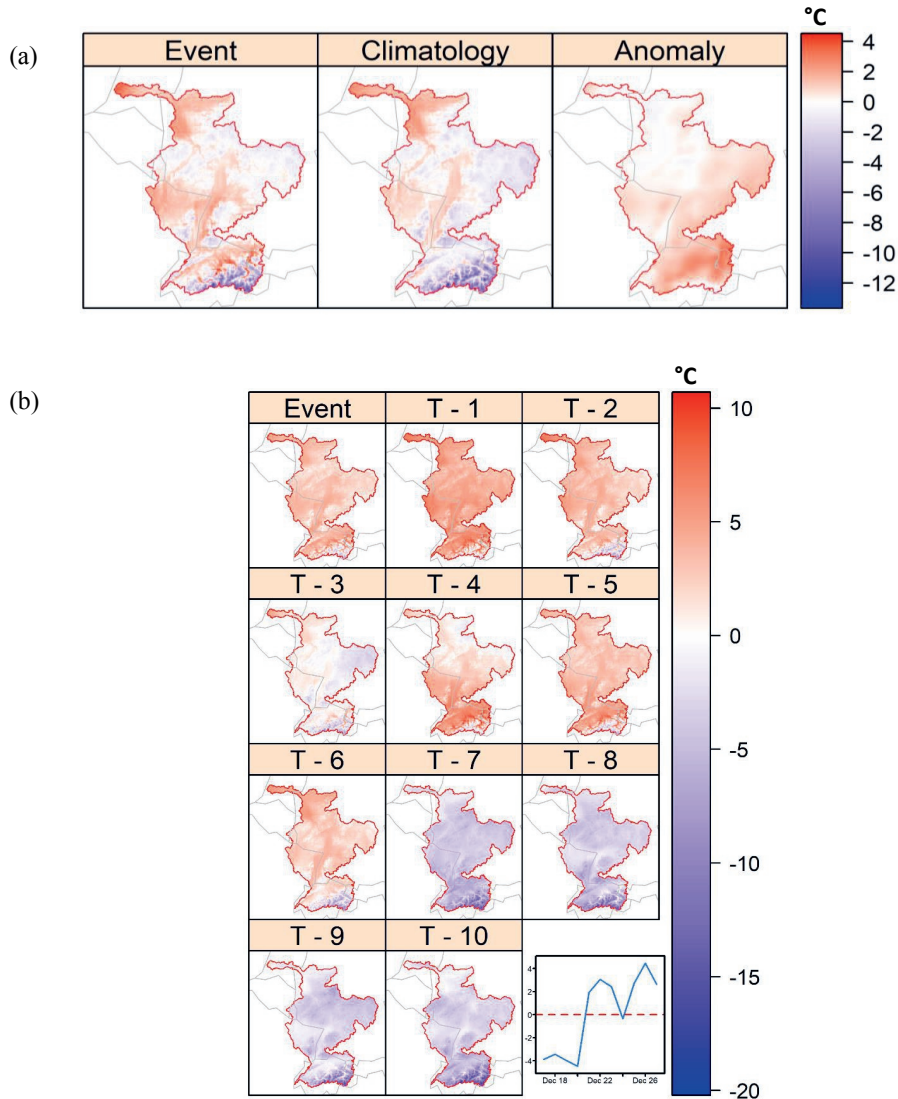 (a)
°C
Event Climatology Anomaly
4
2
0
-2
-4
-6
-8
-10
-12
(b)
°C
Event T - 1 T - 2
T - 3 T - 4 T - 5
T - 6 T - 7 T - 8
T - 9 T - 10
10
5
0
-5
-10
-15
-20
4
2
0
-2
-4
Dec 18 Dec 22 Dec 26